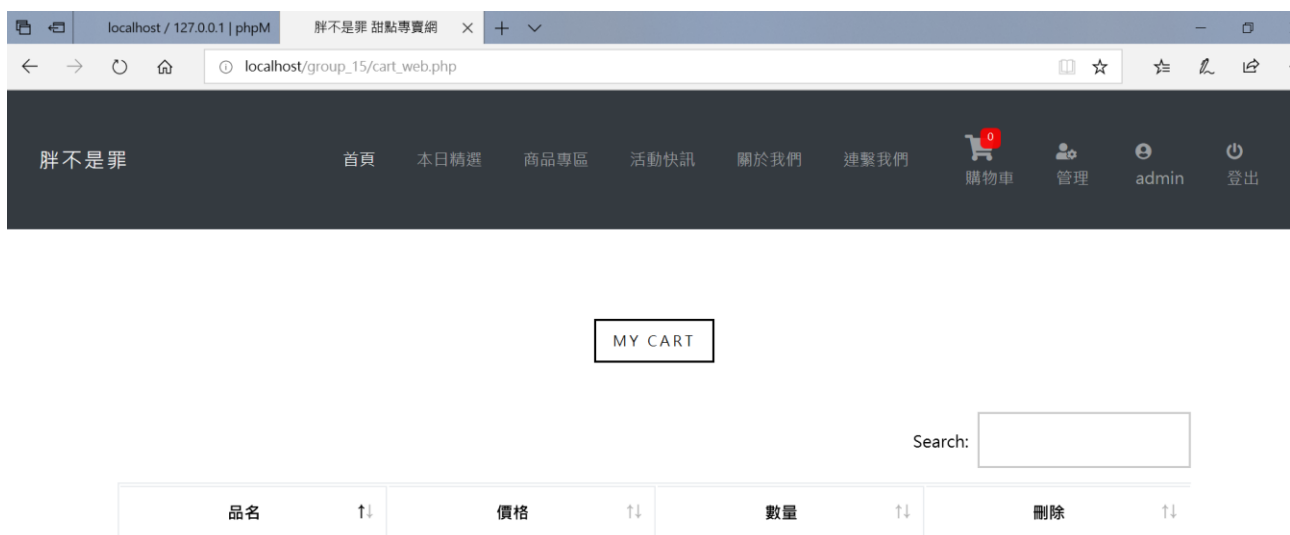 localhost / 127.0.0.1 | phpM 胖不是罪 甜點專賣網
localhost/group_15/cart_web.php
胖不是罪 首頁 本日精選 商品專區 活動快訊 關於我們 連繫我們 0 購物車 管理 admin 登出
MY CART
Search:
品名 價格 數量 刪除